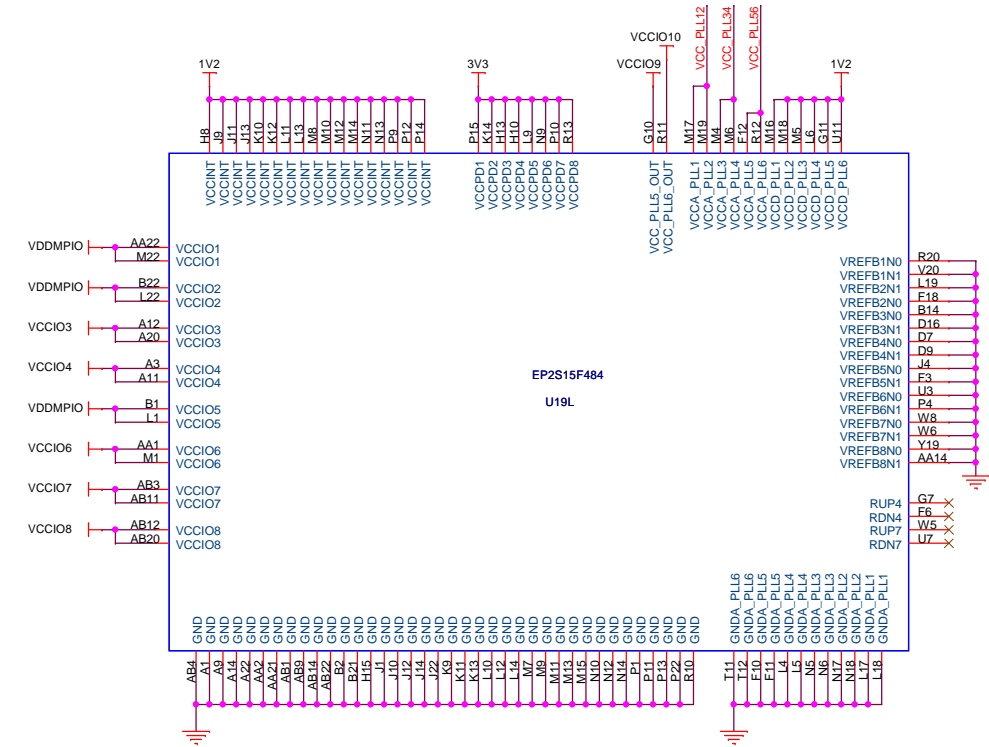 VCC_PLL12
VCC_PLL34
VCC_PLL56
VCCIO10
1V2
3V3
VCCIO9
1V2
H8 J9 J11 J13 K10 K12 L11 L13 M8 M10 M12 M14 N11 N13 P9 P12 P14
P15 K14 H13 H10 L9 N9 P10 R13
G10 R11
M17 M19 M4 M6 F12 R12 M16 M18 M5 L6 G11 U11
VCCINT VCCINT VCCINT VCCINT VCCINT VCCINT VCCINT VCCINT VCCINT VCCINT VCCINT VCCINT VCCINT VCCINT VCCINT VCCINT VCCINT
VCCPD1 VCCPD2 VCCPD3 VCCPD4 VCCPD5 VCCPD6 VCCPD7 VCCPD8
VCC_PLL5_OUT VCC_PLL6_OUT
VCCA_PLL1 VCCA_PLL2 VCCA_PLL3 VCCA_PLL4 VCCA_PLL5 VCCA_PLL6 VCCD_PLL1 VCCD_PLL2 VCCD_PLL3 VCCD_PLL4 VCCD_PLL5 VCCD_PLL6
VDDMPIO AA22 VCCIO1
M22 VCCIO1
VDDMPIO B22 VCCIO2
L22 VCCIO2
VCCIO3 A12 VCCIO3
A20 VCCIO3
VCCIO4 A3 VCCIO4
A11 VCCIO4
VDDMPIO B1 VCCIO5
L1 VCCIO5
VCCIO6 AA1 VCCIO6
M1 VCCIO6
VCCIO7 AB3 VCCIO7
AB11 VCCIO7
VCCIO8 AB12 VCCIO8
AB20 VCCIO8
EP2S15F484
U19L
VREFB1N0 R20
VREFB1N1 V20
VREFB2N1 L19
VREFB2N0 F18
VREFB3N0 B14
VREFB3N1 D16
VREFB4N0 D7
VREFB4N1 D9
VREFB5N0 J4
VREFB5N1 F3
VREFB6N0 U3
VREFB6N1 P4
VREFB7N0 W8
VREFB7N1 W6
VREFB8N0 Y19
VREFB8N1 AA14
RUP4 G7
RDN4 F6
RUP7 W5
RDN7 U7
GND GND GND GND GND GND GND GND GND GND GND GND GND GND GND GND GND GND GND GND GND GND GND GND GND GND GND GND GND GND GND GND GND GND GND GND GND GND
GNDA_PLL6 GNDA_PLL6 GNDA_PLL5 GNDA_PLL5 GNDA_PLL4 GNDA_PLL4 GNDA_PLL3 GNDA_PLL3 GNDA_PLL2 GNDA_PLL2 GNDA_PLL1 GNDA_PLL1
AB4 A1 A9 A14 A22 AA2 AA21 AB1 AB9 AB14 AB22 B2 B21 H15 J1 J10 J12 J14 J22 K9 K11 K13 L10 L12 L14 M7 M9 M11 M13 M15 N10 N12 N14 P1 P11 P13 P22 R10
T11 T12 F10 F11 L4 L5 N5 N6 N17 N18 L17 L18